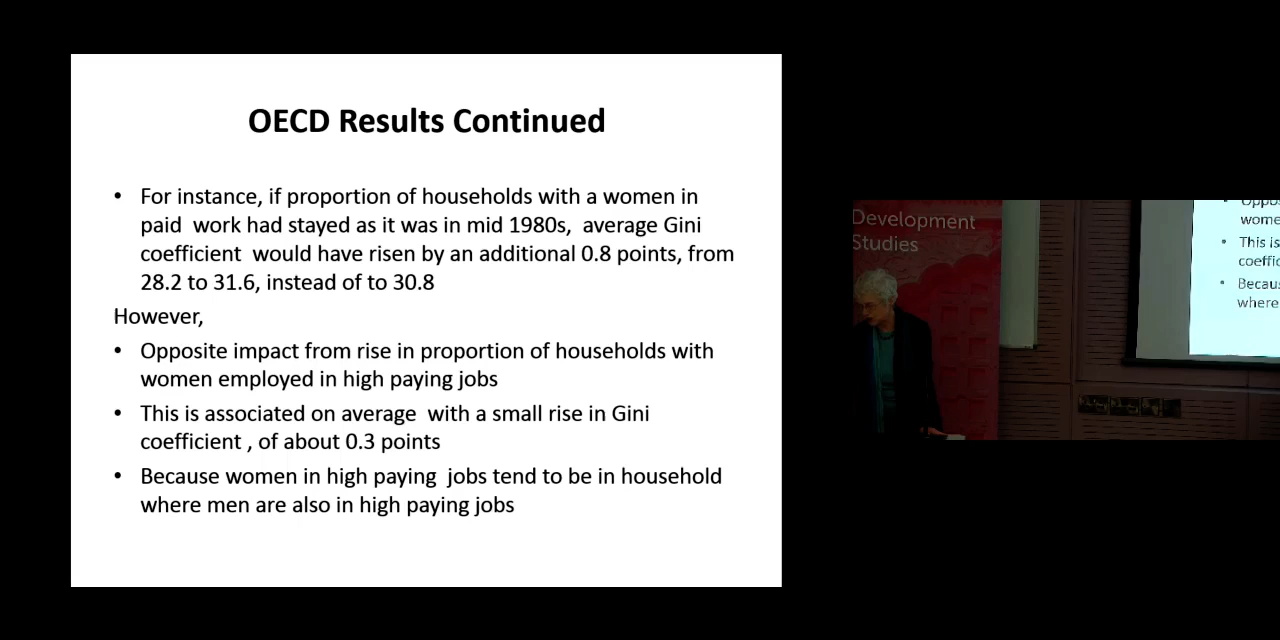 OECD Results Continued
• For instance, if proportion of households with a women in
paid work had stayed as it was in mid 1980s, average Gini
coefficient would have risen by an additional 0.8 points, from
28.2 to 31.6, instead of to 30.8
However,
• Opposite impact from rise in proportion of households with
women employed in high paying jobs
• This is associated on average with a small rise in Gini
coefficient , of about 0.3 points
• Because women in high paying jobs tend to be in household
where men are also in high paying jobs
Development
Studies
wome
• This is
coeffic
• Becaus
where